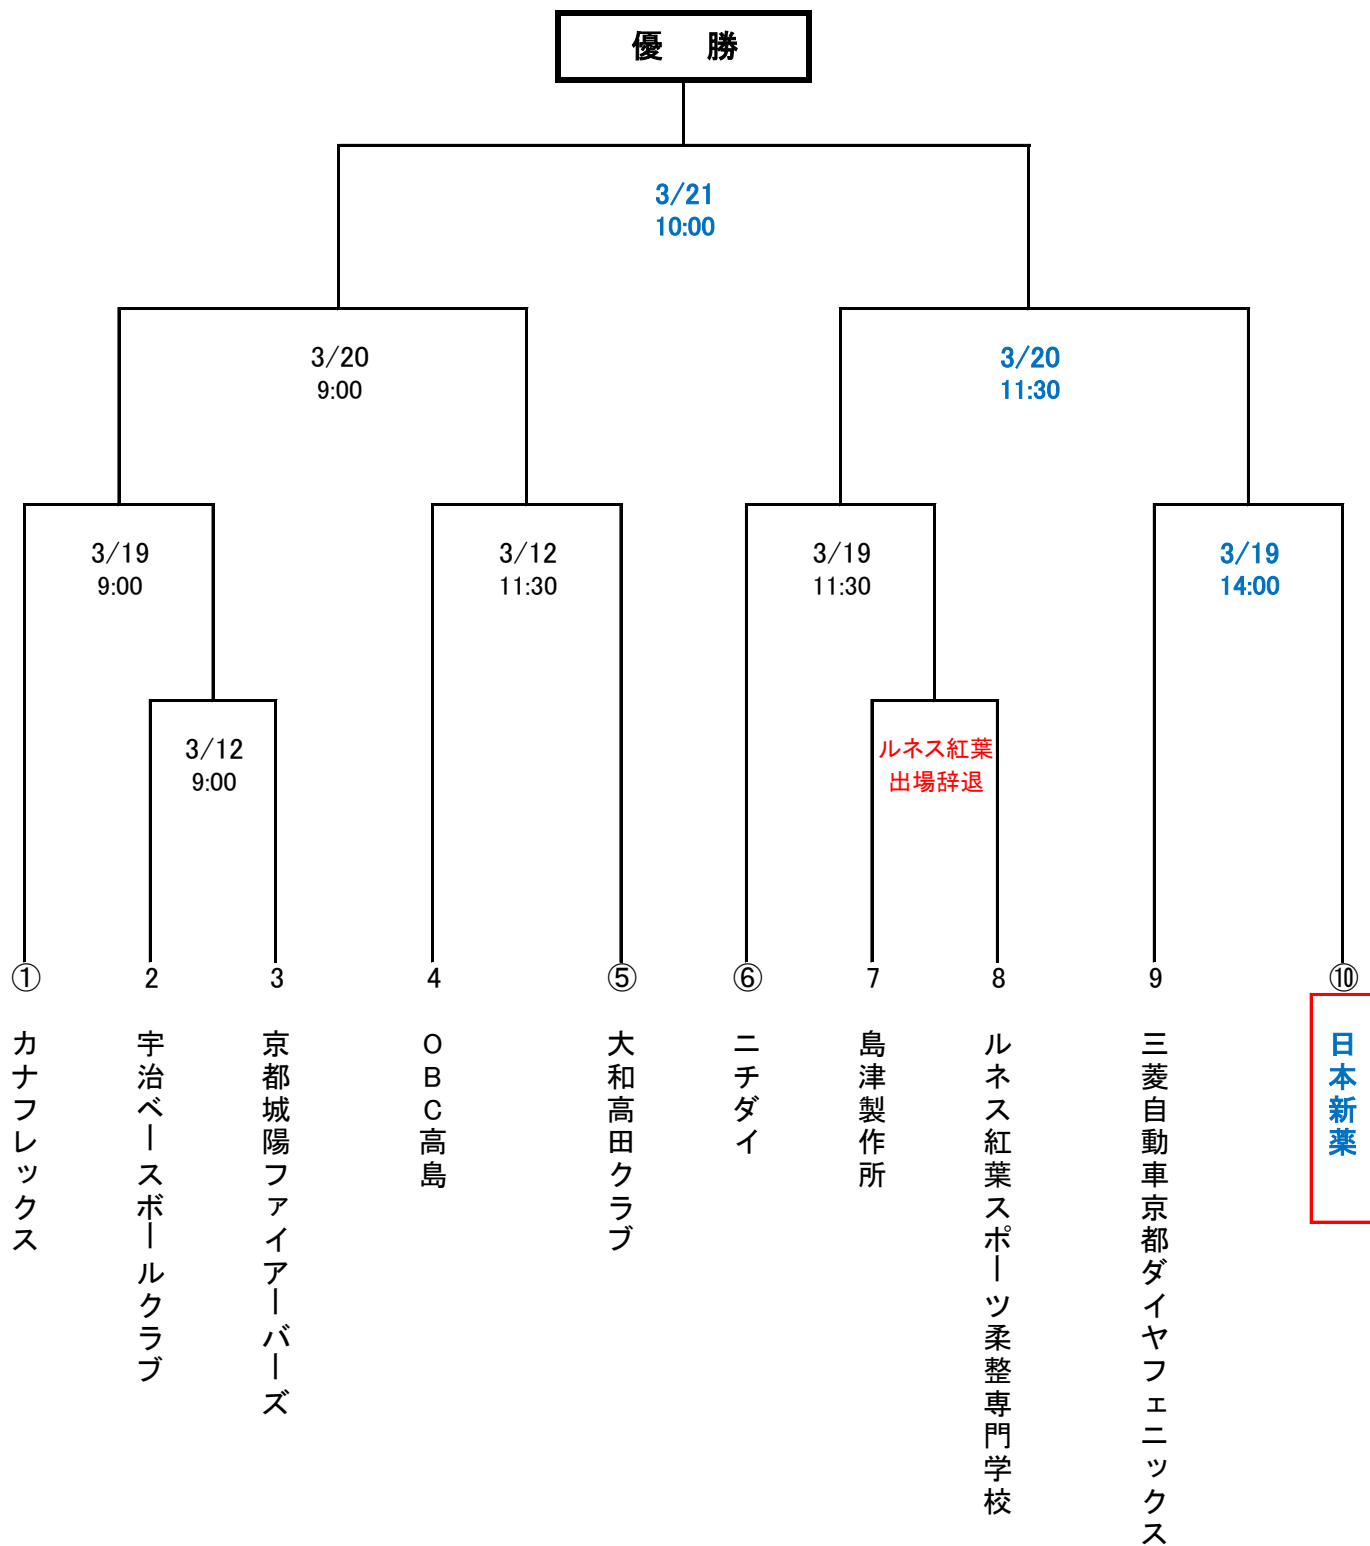 優　勝
3/21
10:00
3/20
9:00
3/20
11:30
3/19
9:00
3/12
11:30
3/19
11:30
3/19
14:00
3/12
9:00
ルネス紅葉
出場辞退
①
2
3
4
⑤
⑥
7
8
9
⑩
カナフレックス
宇治ベースボールクラブ
京都城陽ファイアーバーズ
OBC高島
大和高田クラブ
ニチダイ
島津製作所
ルネス紅葉スポーツ柔整専門学校
三菱自動車京都ダイヤフェニックス
日本新薬